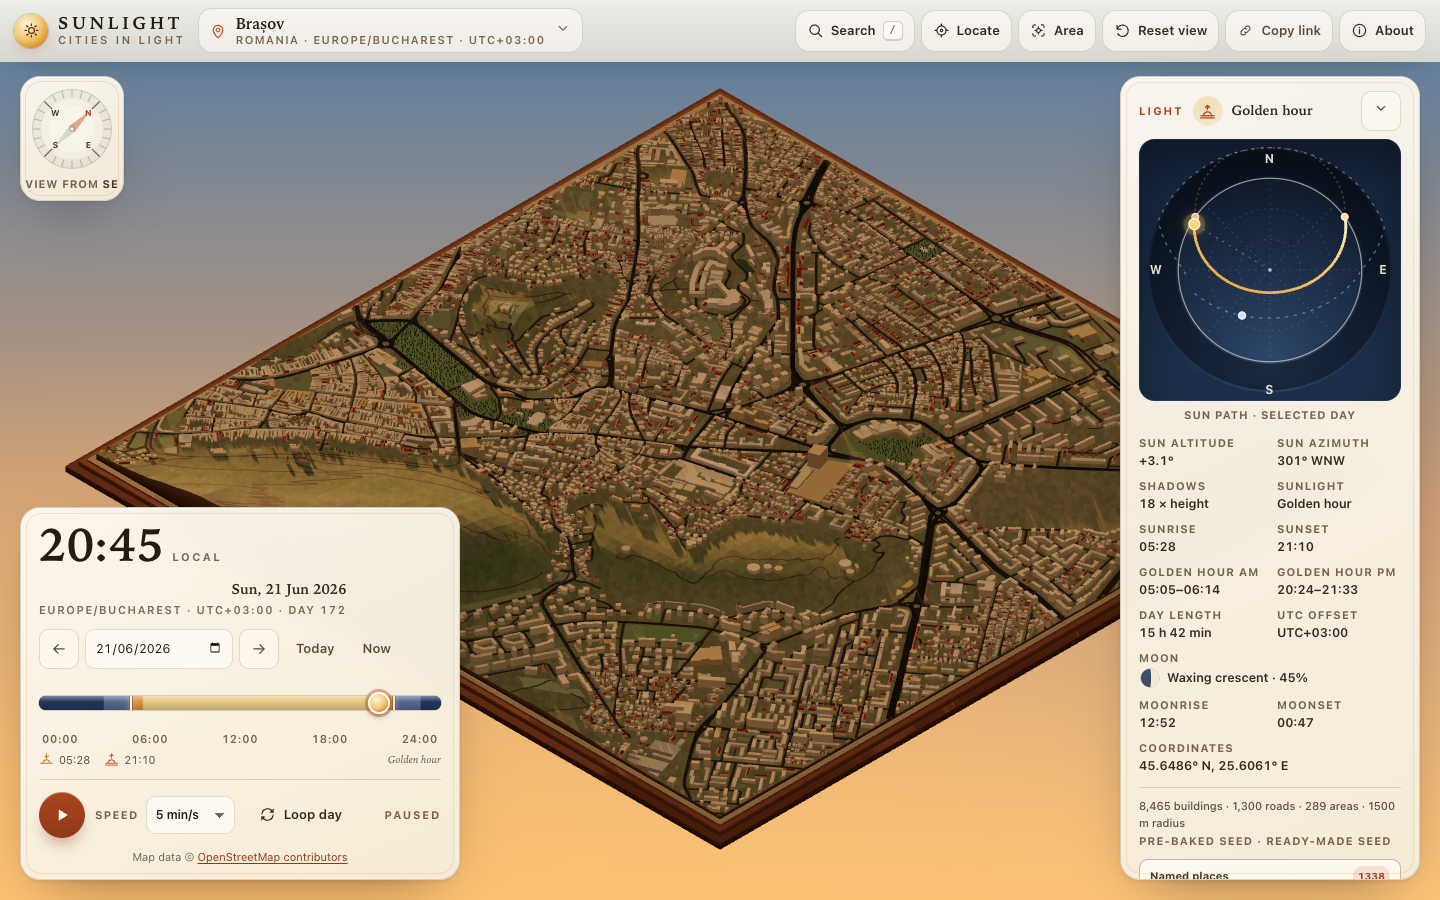 SUNLIGHT
CITIES IN LIGHT
Brașov
ROMANIA · EUROPE/BUCHAREST · UTC+03:00
Search /
Locate
Area
Reset view
Copy link
About
W N
S E
VIEW FROM SE
LIGHT Golden hour
N
W E
S
SUN PATH · SELECTED DAY
SUN ALTITUDE SUN AZIMUTH
+3.1° 301° WNW
SHADOWS SUNLIGHT
18 × height Golden hour
SUNRISE SUNSET
05:28 21:10
GOLDEN HOUR AM GOLDEN HOUR PM
05:05–06:14 20:24–21:33
DAY LENGTH UTC OFFSET
15 h 42 min UTC+03:00
MOON
Waxing crescent · 45%
MOONRISE MOONSET
12:52 00:47
COORDINATES
45.6486° N, 25.6061° E
8,465 buildings · 1,300 roads · 289 areas · 1500
m radius
PRE-BAKED SEED · READY-MADE SEED
Named places 1338
20:45 LOCAL
Sun, 21 Jun 2026
EUROPE/BUCHAREST · UTC+03:00 · DAY 172
21/06/2026 Today Now
00:00 06:00 12:00 18:00 24:00
05:28 21:10 Golden hour
SPEED 5 min/s Loop day PAUSED
Map data © OpenStreetMap contributors